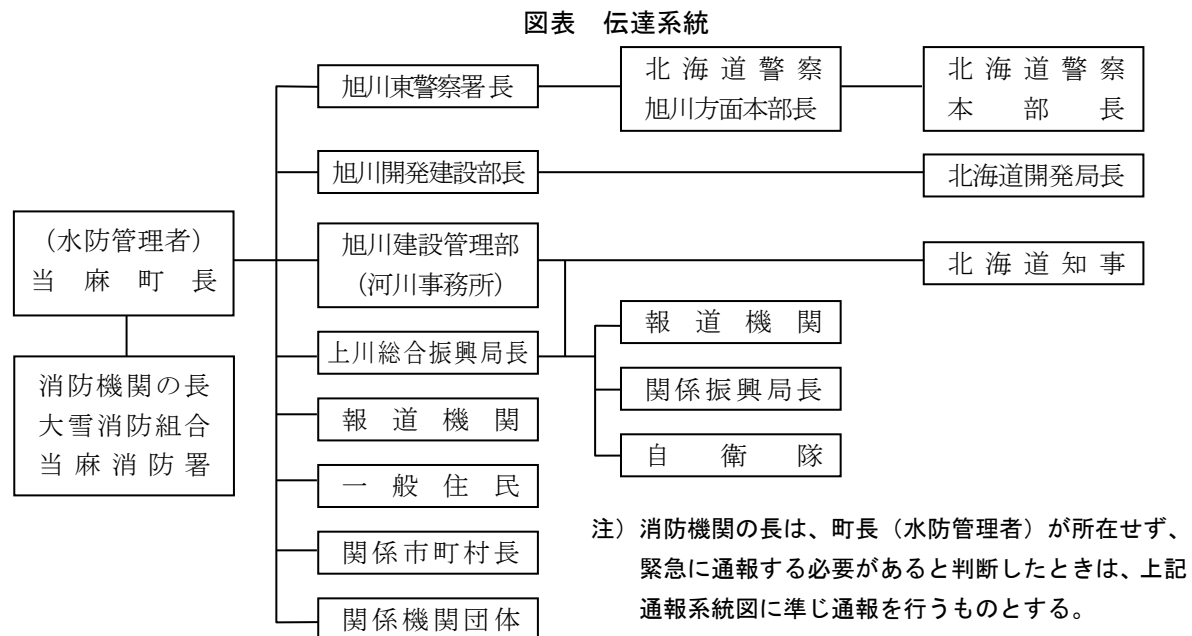 図表 伝達系統
旭川東警察署長
北海道警察
旭川方面本部長
北海道警察
本部長
旭川開発建設部長
北海道開発局長
（水防管理者）
当麻町長
旭川建設管理部
（河川事務所）
北海道知事
上川総合振興局長
報道機関
関係振興局長
自衛隊
消防機関の長
大雪消防組合
当麻消防署
報道機関
一般住民
関係市町村長
関係機関団体
注）消防機関の長は、町長（水防管理者）が所在せず、
緊急に通報する必要があると判断したときは、上記
通報系統図に準じ通報を行うものとする。